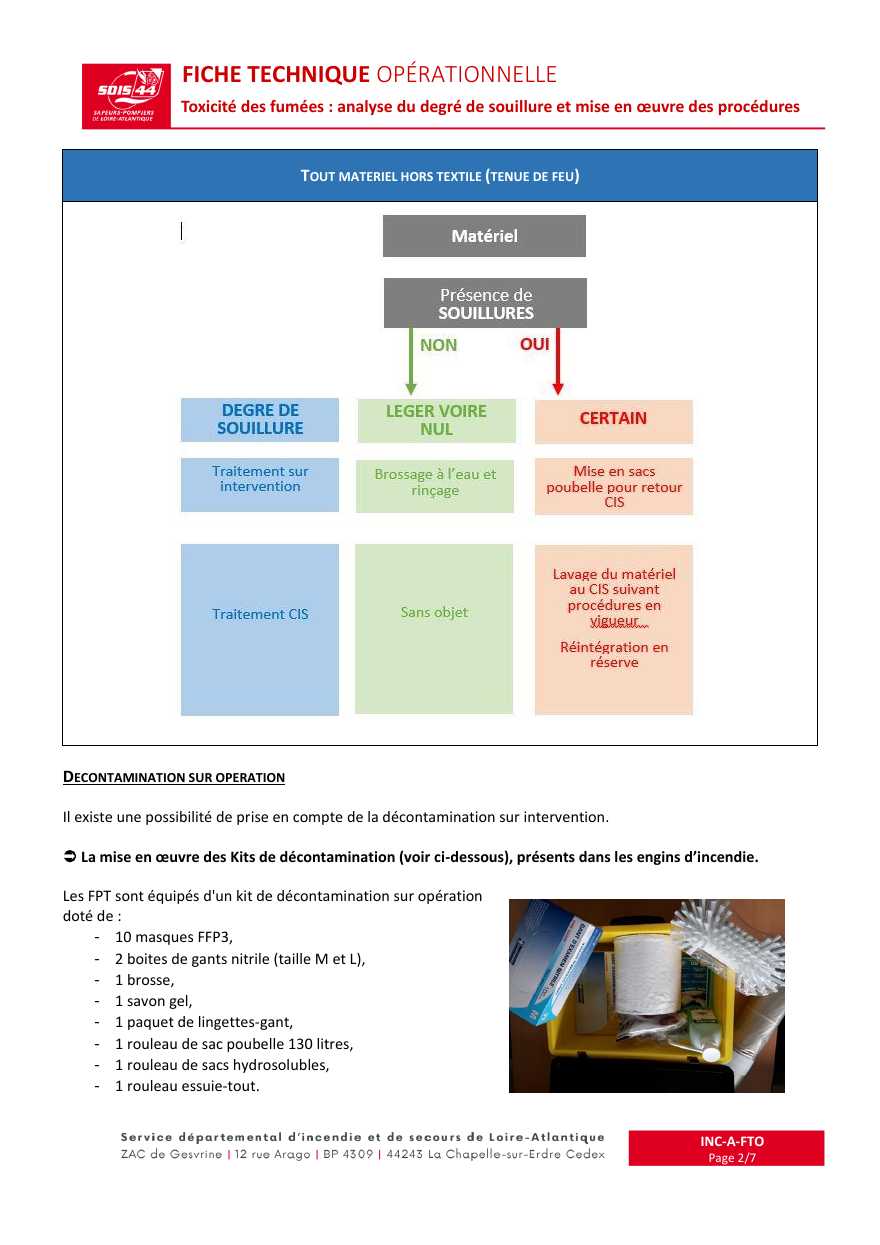 SDIS 44
SAPEURS-POMPIERS
DE LOIRE-ATLANTIQUE
FICHE TECHNIQUE OPÉRATIONNELLE
Toxicité des fumées : analyse du degré de souillure et mise en œuvre des procédures
TOUT MATERIEL HORS TEXTILE (TENUE DE FEU)
Matériel
Présence de
SOUILLURES
NON
OUI
DEGRE DE
SOUILLURE
LEGER VOIRE
NUL
CERTAIN
Traitement sur
intervention
Brossage à l’eau et
rinçage
Mise en sacs
poubelle pour retour
CIS
Traitement CIS
Sans objet
Lavage du matériel
au CIS suivant
procédures en
vigueur
Réintégration en
réserve
DECONTAMINATION SUR OPERATION
Il existe une possibilité de prise en compte de la décontamination sur intervention.
➲ La mise en œuvre des Kits de décontamination (voir ci-dessous), présents dans les engins d’incendie.
Les FPT sont équipés d'un kit de décontamination sur opération
doté de :
- 10 masques FFP3,
- 2 boites de gants nitrile (taille M et L),
- 1 brosse,
- 1 savon gel,
- 1 paquet de lingettes-gant,
- 1 rouleau de sac poubelle 130 litres,
- 1 rouleau de sacs hydrosolubles,
- 1 rouleau essuie-tout.
GANT D'EXAMEN NITRILE
M
Service départemental d’incendie et de secours de Loire-Atlantique
ZAC de Gesvrine | 12 rue Arago | BP 4309 | 44243 La Chapelle-sur-Erdre Cedex
INC-A-FTO
Page 2/7